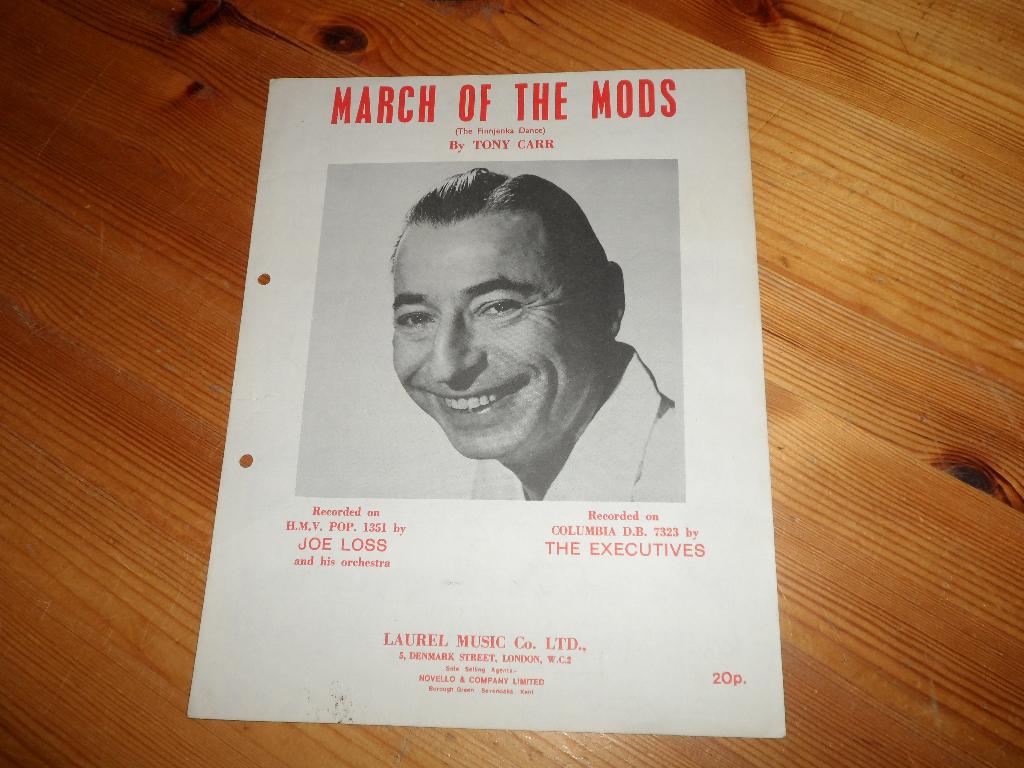 MARCH OF THE MODS
(The Finnjenka Dance)
By TONY CARR
Recorded on
H.M.V. POP. 1351 by
JOE LOSS
and his orchestra
Recorded on
COLUMBIA D.B. 7323 by
THE EXECUTIVES
LAUREL MUSIC Co. LTD.,
5, DENMARK STREET, LONDON, W.C.2
Sole Selling Agents:-
NOVELLO & COMPANY LIMITED
Borough Green Sevenoaks Kent
20p.